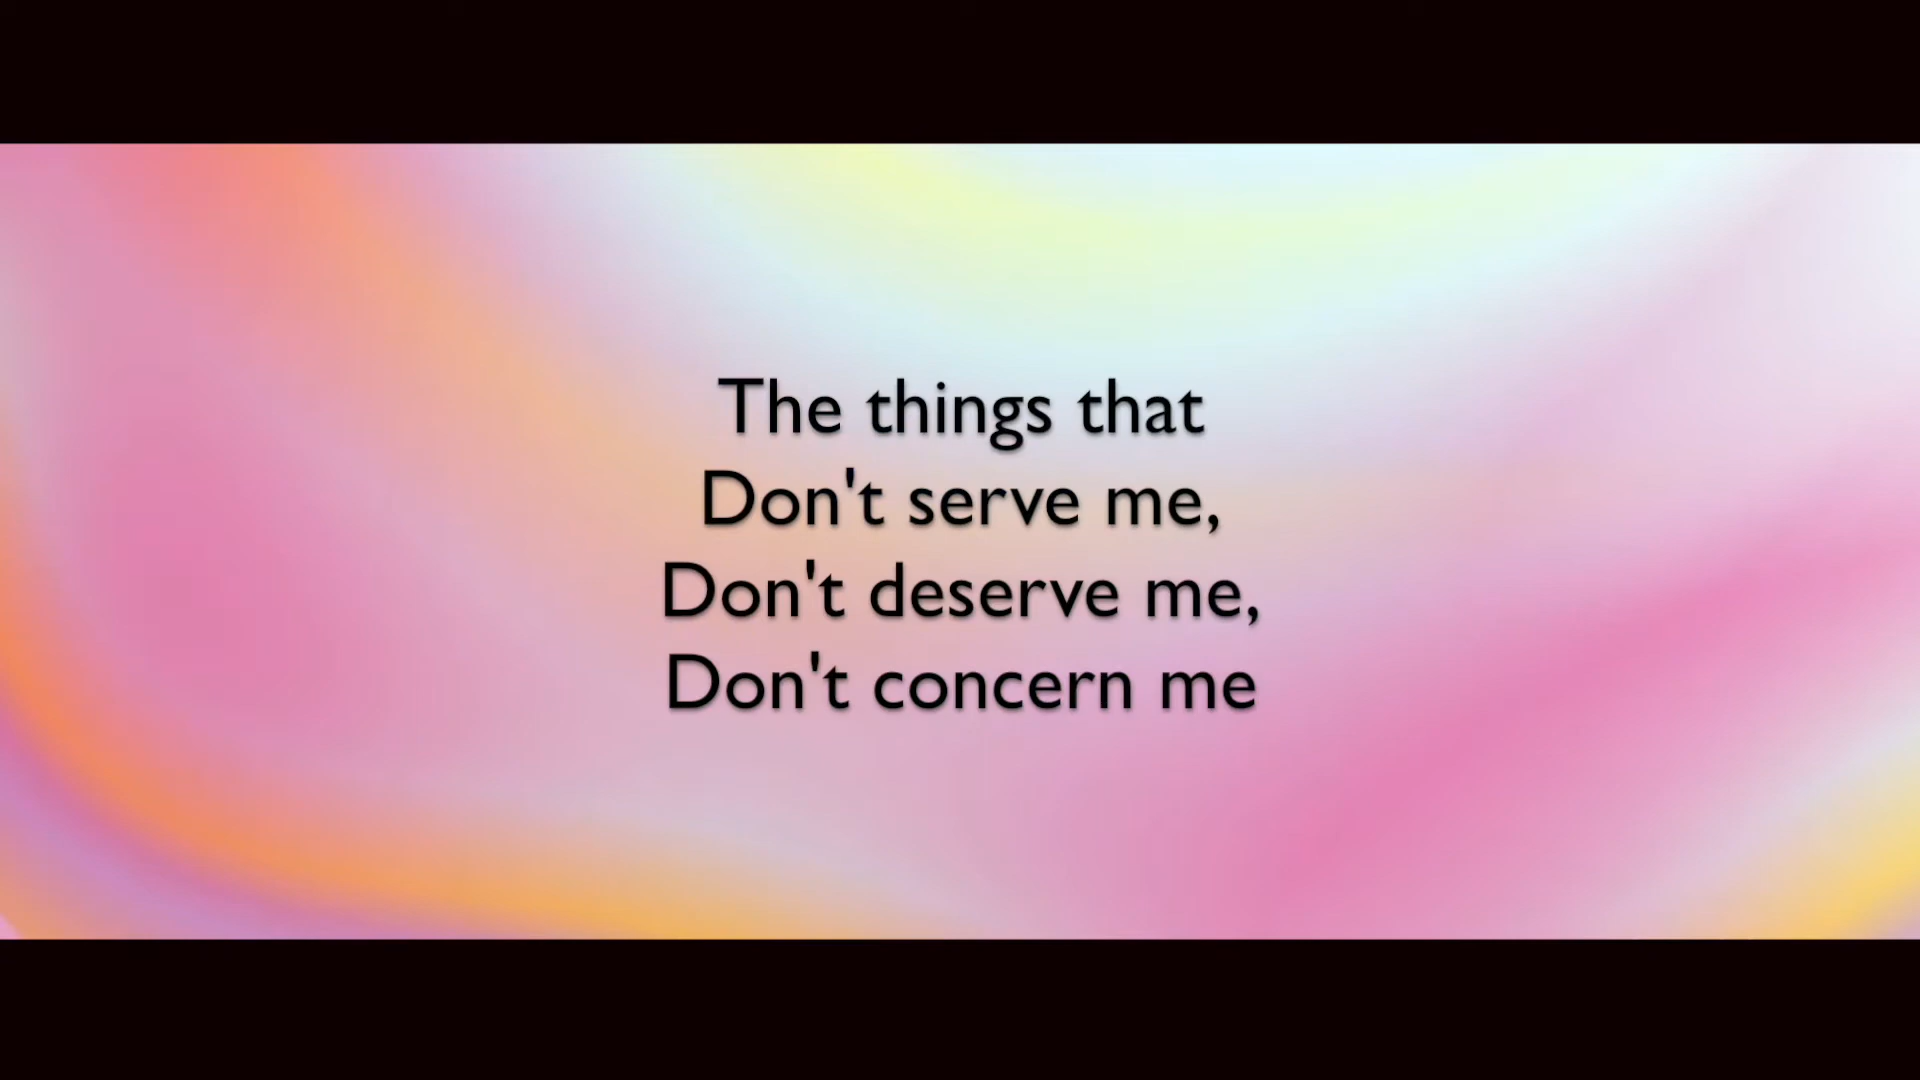 The things that
Don't serve me,
Don't deserve me,
Don't concern me